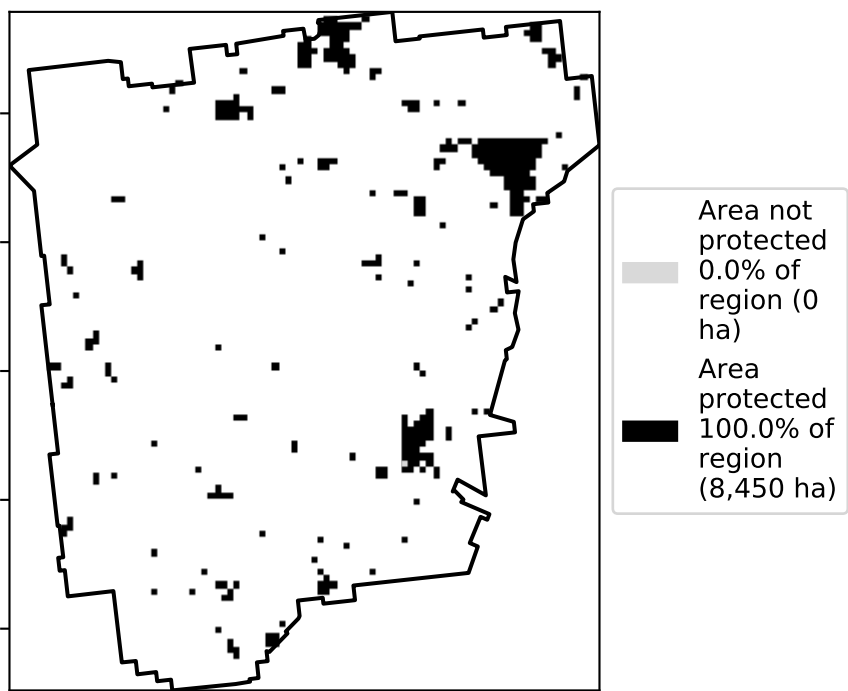 Area not
protected
0.0% of
region (0
ha)
Area
protected
100.0% of
region
(8,450 ha)